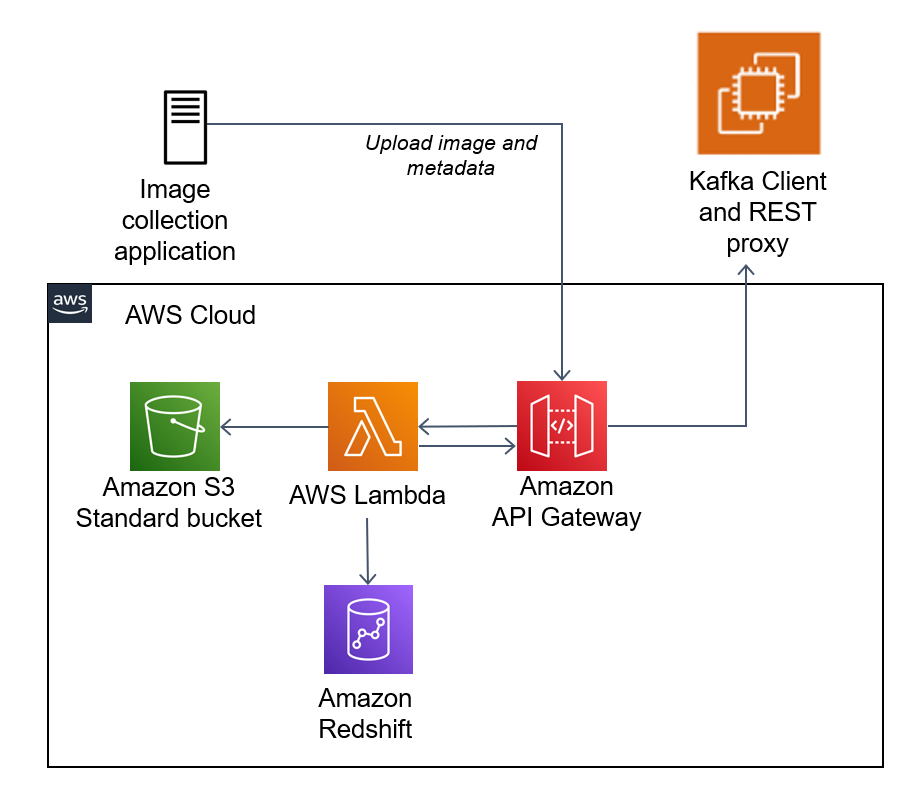 Upload image and
metadata
Image
collection
application
Kafka Client
and REST
proxy
aws
AWS Cloud
</>
Amazon S3
Standard bucket
AWS Lambda
Amazon
API Gateway
Amazon
Redshift